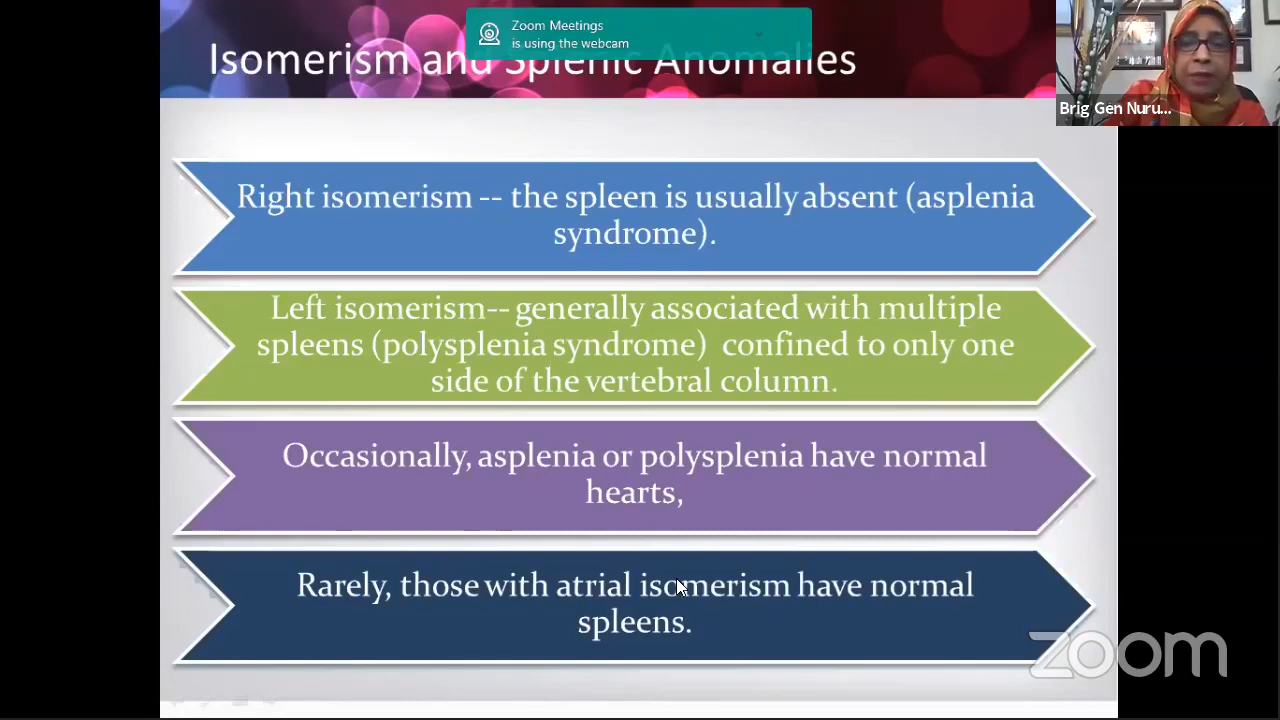 Isomerism and Splenic Anomalies
Zoom Meetings
is using the webcam
Brig Gen Nuru...
Right isomerism -- the spleen is usually absent (asplenia
syndrome).
Left isomerism-- generally associated with multiple
spleens (polysplenia syndrome) confined to only one
side of the vertebral column.
Occasionally, asplenia or polysplenia have normal
hearts,
Rarely, those with atrial isomerism have normal
spleens.
zoom